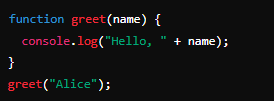 function greet(name) {
  console.log("Hello, " + name);
}
greet("Alice");